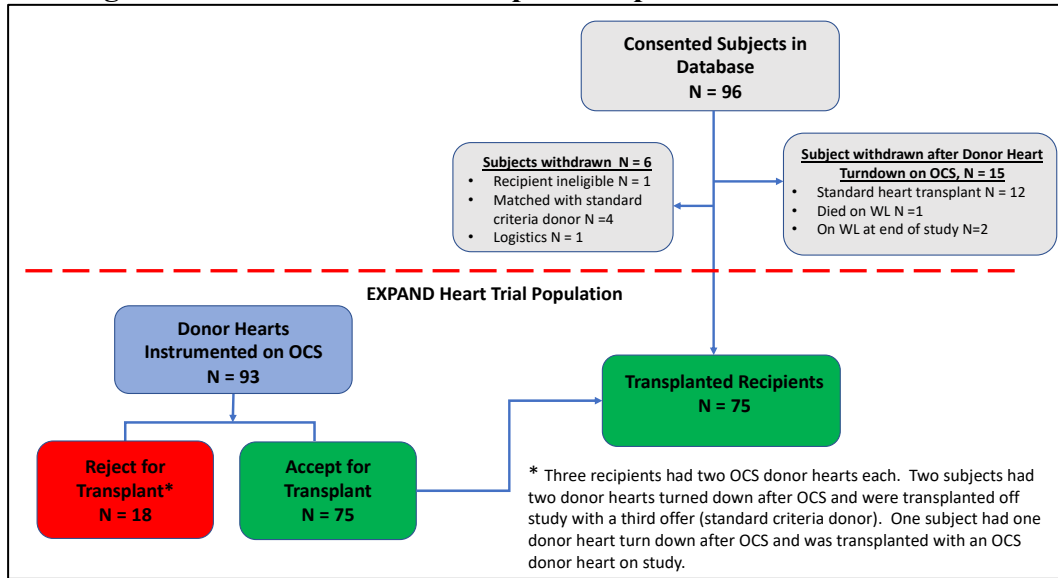 Consented Subjects in
Database
N = 96
Subjects withdrawn  N = 6
• Recipient ineligible N = 1
• Matched with standard
criteria donor N =4
• Logistics N = 1
Subject withdrawn after Donor Heart
Turndown on OCS, N = 15
• Standard heart transplant N = 12
• Died on WL N =1
• On WL at end of study N=2
EXPAND Heart Trial Population
Donor Hearts
Instrumented on OCS
N = 93
Transplanted Recipients
N = 75
Reject for
Transplant*
N = 18
Accept for
Transplant
N = 75
* Three recipients had two OCS donor hearts each.  Two subjects had
two donor hearts turned down after OCS and were transplanted off
study with a third offer (standard criteria donor).  One subject had one
donor heart turn down after OCS and was transplanted with an OCS
donor heart on study.